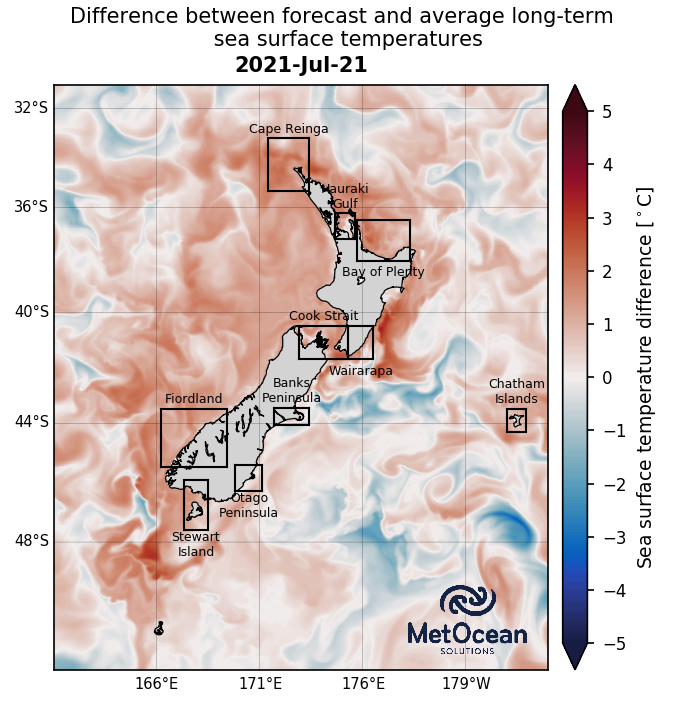 Difference between forecast and average long-term
sea surface temperatures
2021-Jul-21
32°S
36°S
40°S
44°S
48°S
166°E
171°E
176°E
179°W
Cape Reinga
Hauraki
Gulf
Bay of Plenty
Cook Strait
Wairarapa
Banks
Peninsula
Fiordland
Chatham
Islands
Otago
Peninsula
Stewart
Island
MetOcean
SOLUTIONS
5
4
3
2
1
0
−1
−2
−3
−4
−5
Sea surface temperature difference [°C]